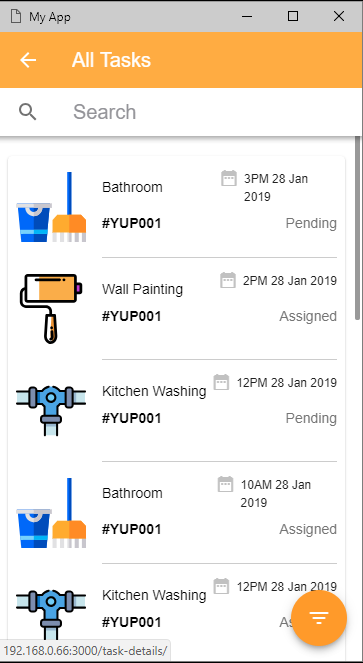 My App
All Tasks
Search
Bathroom
3PM 28 Jan
2019
#YUP001
Pending
Wall Painting
2PM 28 Jan 2019
#YUP001
Assigned
Kitchen Washing
12PM 28 Jan 2019
#YUP001
Pending
Bathroom
10AM 28 Jan
2019
#YUP001
Assigned
Kitchen Washing
12PM 28 Jan 2019
#YUP001
192.168.0.66:3000/task-details/